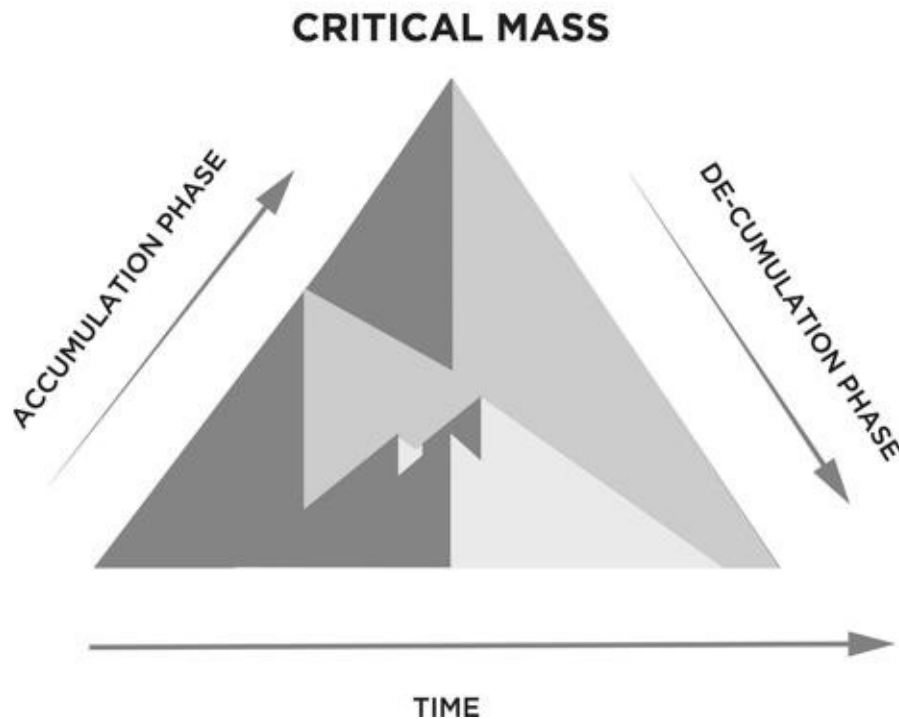 CRITICAL MASS
ACCUMULATION PHASE
DE-CUMULATION PHASE
TIME